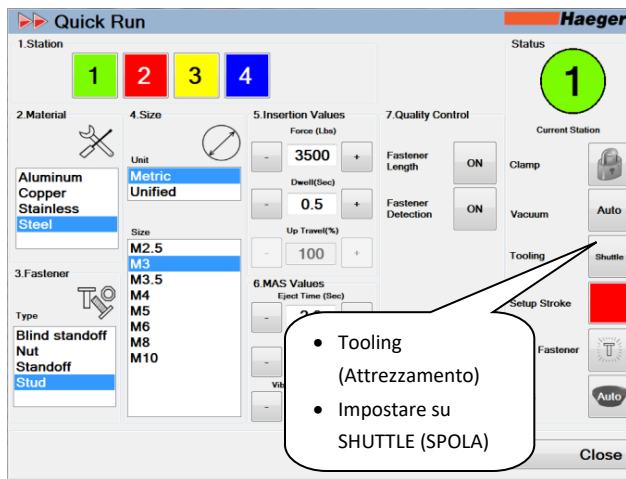 Quick Run
Haeger
1.Station
1
2
3
4
Status
1
Current Station
2.Material
Aluminum
Copper
Stainless
Steel
3.Fastener
Type
Blind standoff
Nut
Standoff
Stud
4.Size
Unit
Metric
Unified
Size
M2.5
M3
M3.5
M4
M5
M6
M8
M10
5.Insertion Values
Force (Lbs)
- 3500 +
Dwell(Sec)
- 0.5 +
Up Travel(%)
- 100 +
6.MAS Values
Eject Time (Sec)
-
-
-
7.Quality Control
Fastener Length ON
Fastener Detection ON
Clamp
Vacuum Auto
Tooling Shuttle
Setup Stroke
Fastener T
Auto
• Tooling
(Attrezzamento)
• Impostare su
SHUTTLE (SPOLA)
Close